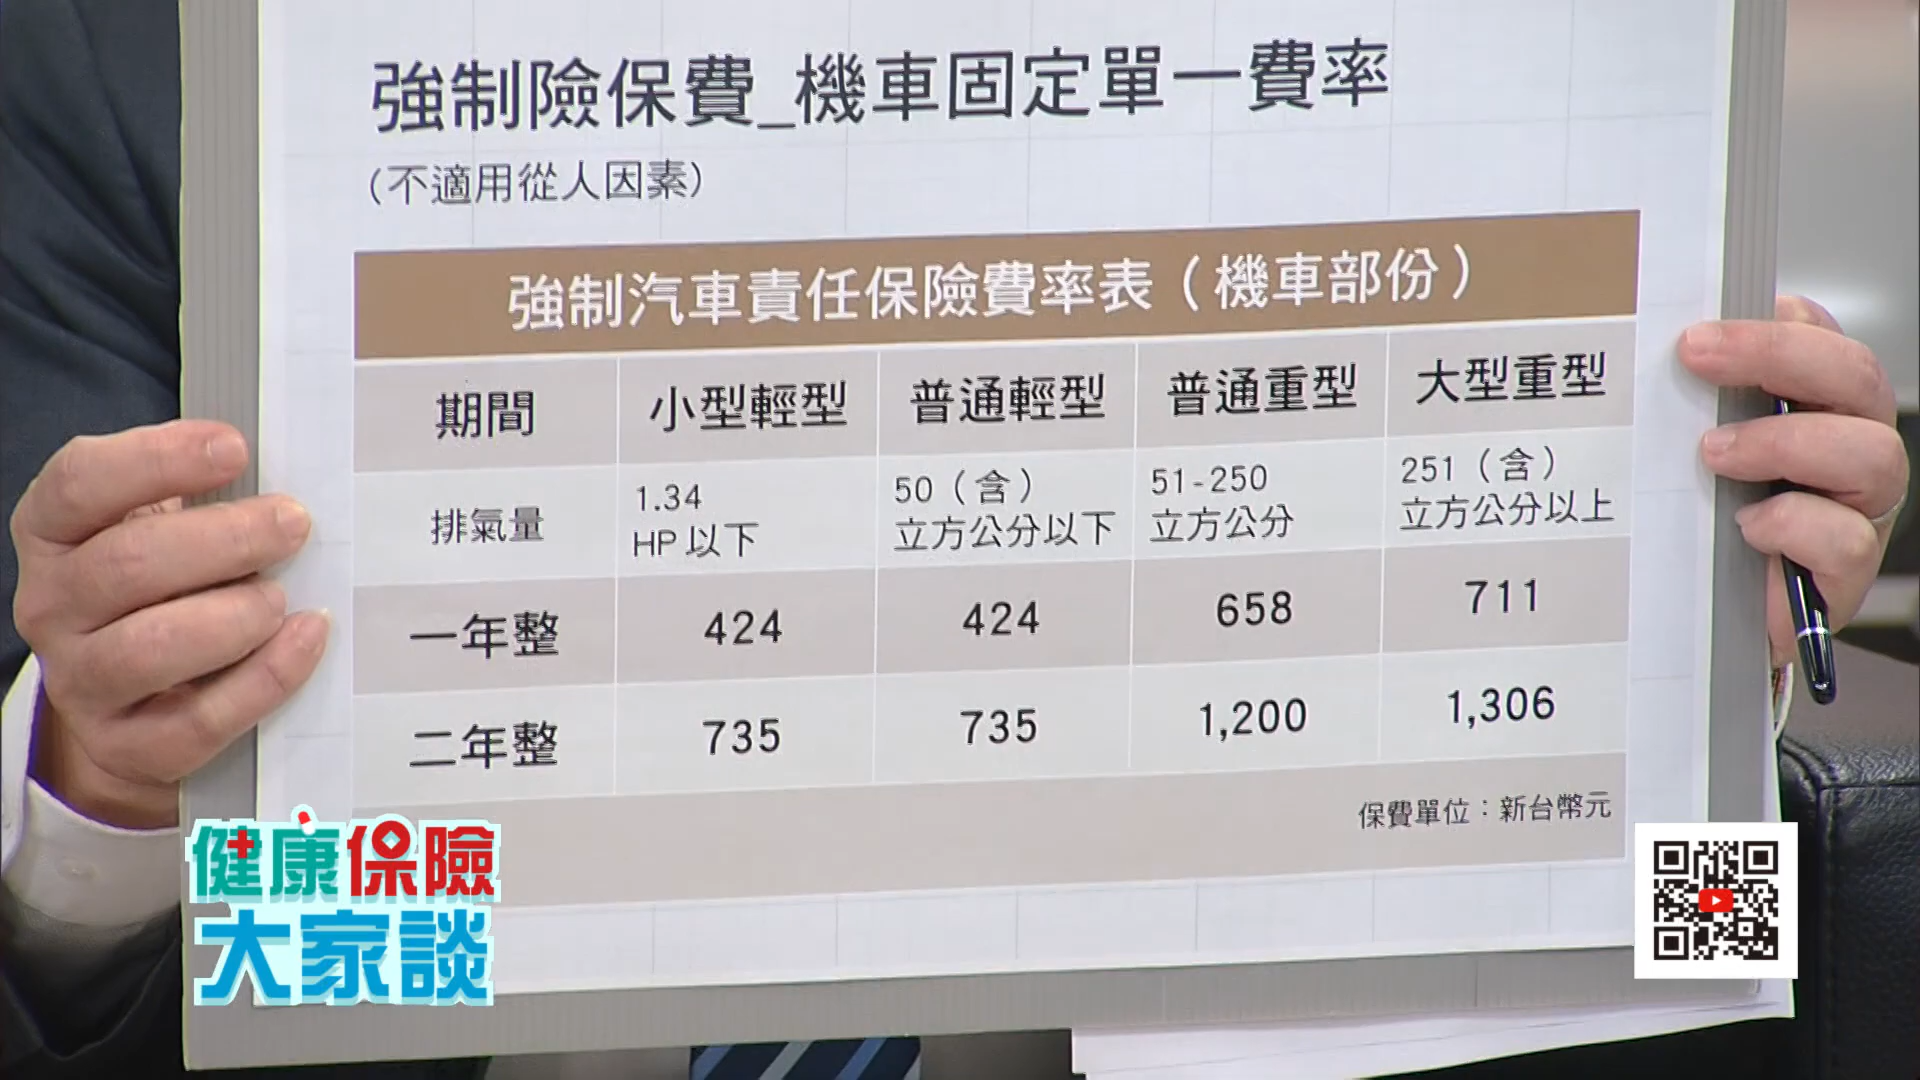 強制險保費_機車固定單一費率
(不適用從人因素)
強制汽車責任保險費率表（機車部份）
期間 小型輕型 普通輕型 普通重型 大型重型
排氣量 1.34 HP以下 50（含）立方公分以下 51-250 立方公分 251（含）立方公分以上
一年整 424 424 658 711
二年整 735 735 1,200 1,306
保費單位：新台幣元
健康保險
大家談